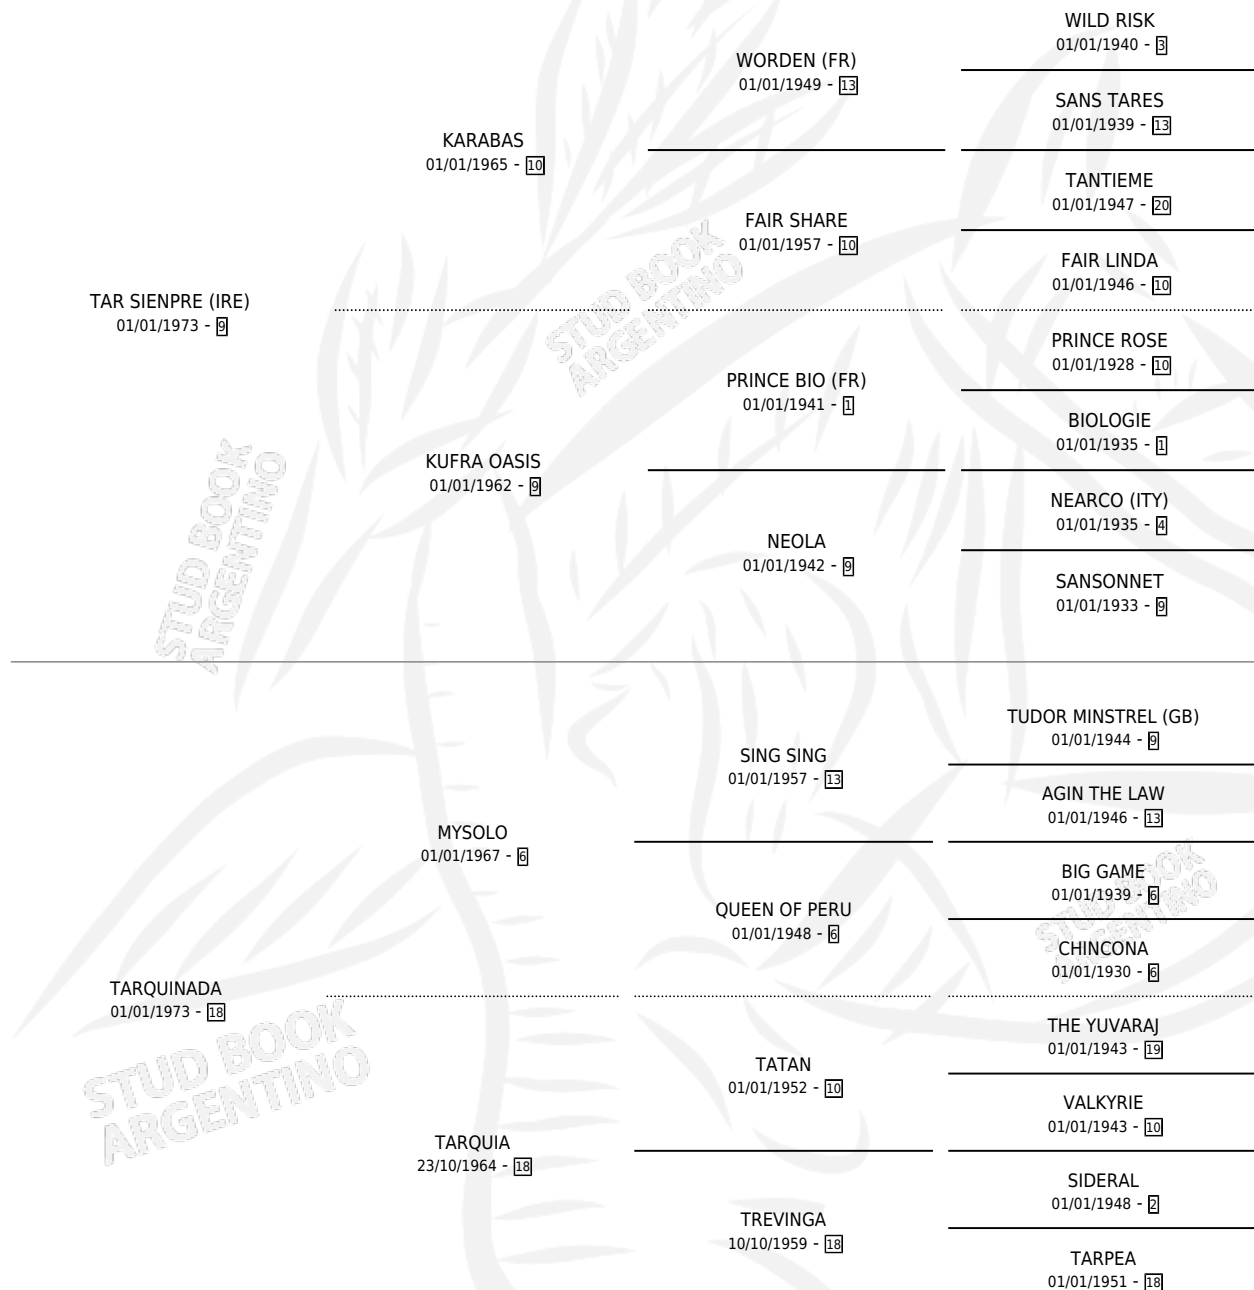 WILD RISK
01/01/1940 - 3
WORDEN (FR)
01/01/1949 - 13
SANS TARES
01/01/1939 - 13
KARABAS
01/01/1965 - 10
TANTIEME
01/01/1947 - 20
FAIR SHARE
01/01/1957 - 10
FAIR LINDA
01/01/1946 - 10
TAR SIENPRE (IRE)
01/01/1973 - 9
STUD BOOK
ARGENTINO
PRINCE ROSE
01/01/1928 - 10
PRINCE BIO (FR)
01/01/1941 - 1
BIOLOGIE
01/01/1935 - 1
KUFRA OASIS
01/01/1962 - 9
NEARCO (ITY)
01/01/1935 - 4
NEOLA
01/01/1942 - 9
SANSONNET
01/01/1933 - 9
STUD BOOK
ARGENTINO
TUDOR MINSTREL (GB)
01/01/1944 - 9
SING SING
01/01/1957 - 13
AGIN THE LAW
01/01/1946 - 13
MYSOLO
01/01/1967 - 6
BIG GAME
01/01/1939 - 6
QUEEN OF PERU
01/01/1948 - 6
CHINCONA
01/01/1930 - 6
STUD BOOK
ARGENTINO
TARQUINADA
01/01/1973 - 18
THE YUVARAJ
01/01/1943 - 19
TATAN
01/01/1952 - 10
VALKYRIE
01/01/1943 - 10
STUD BOOK
ARGENTINO
TARQUIA
23/10/1964 - 18
SIDERAL
01/01/1948 - 2
TREVINGA
10/10/1959 - 18
TARPEA
01/01/1951 - 18